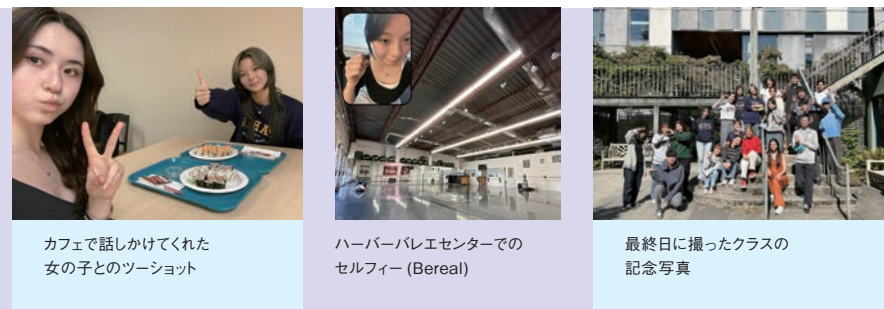 カフェで話しかけてくれた
女の子とのツーショット
ハーバーバレエセンターでの
セルフィー (Bereal)
最終日に撮ったクラスの
記念写真